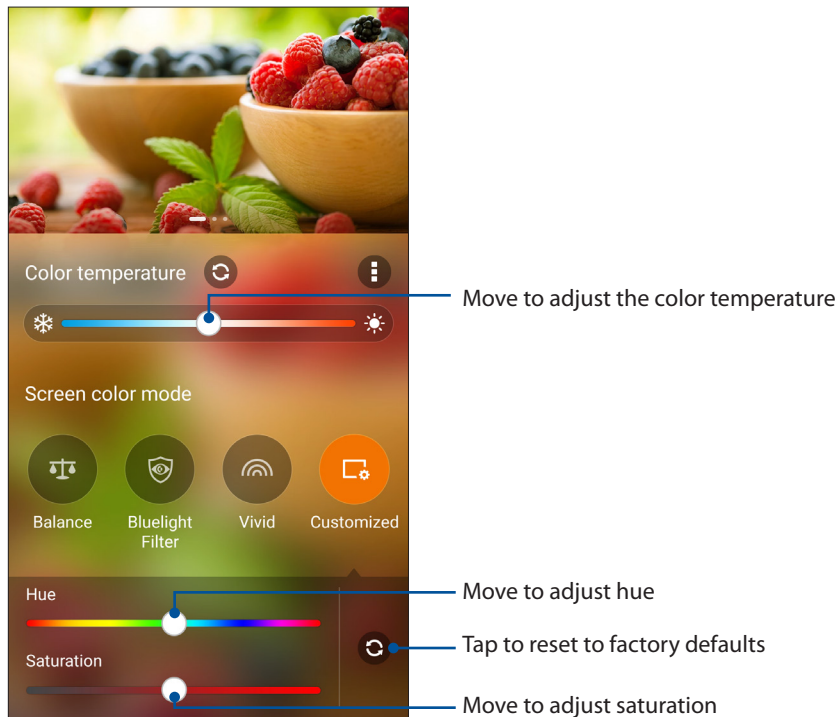 Color temperature
Move to adjust the color temperature
Screen color mode
Balance
Bluelight
Filter
Vivid
Customized
Hue
Move to adjust hue
Tap to reset to factory defaults
Saturation
Move to adjust saturation